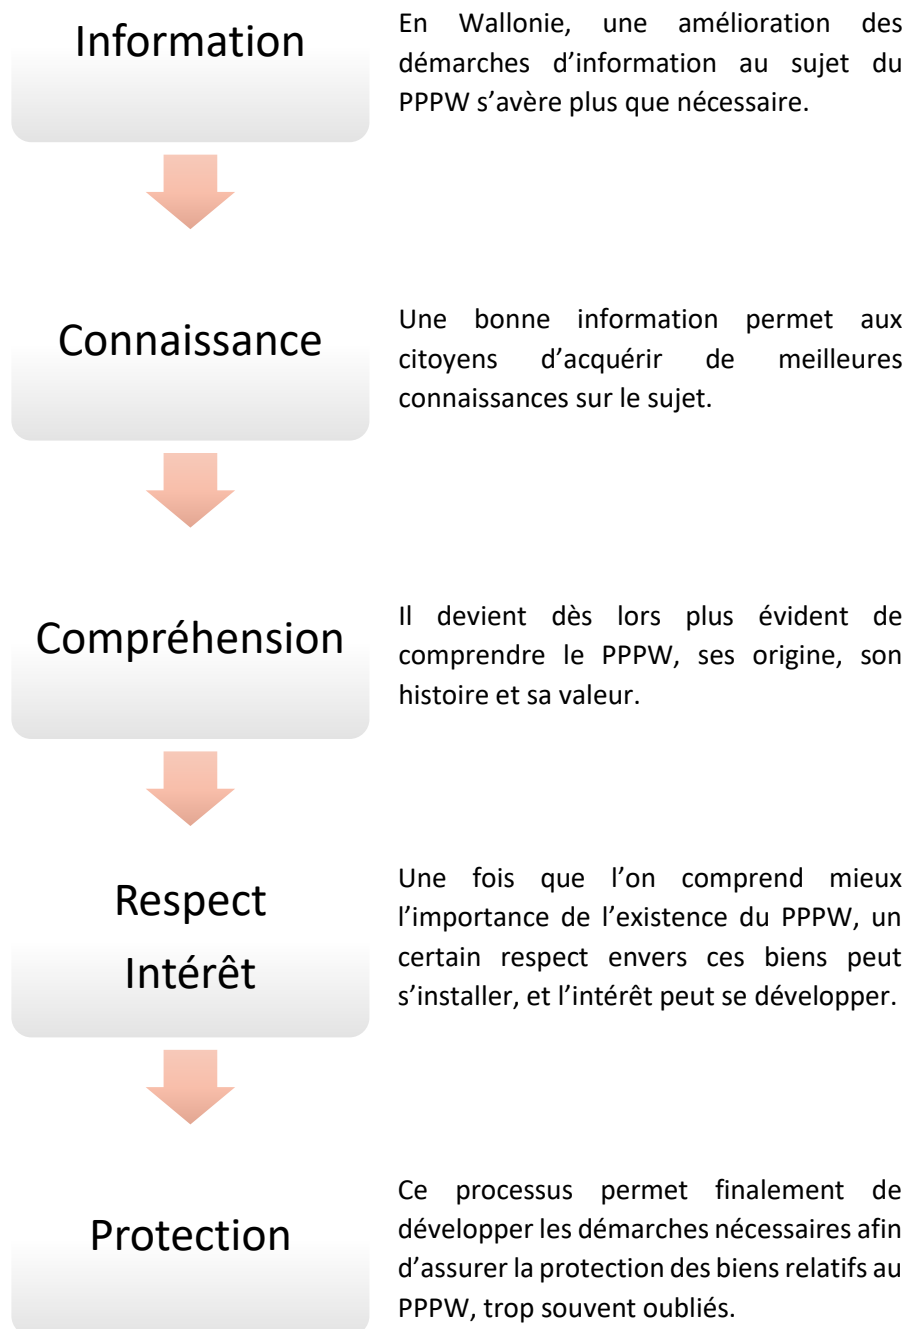 Information
En Wallonie, une amélioration des
démarches d’information au sujet du
PPPW s’avère plus que nécessaire.
Connaissance
Une bonne information permet aux
citoyens d’acquérir de meilleures
connaissances sur le sujet.
Compréhension
Il devient dès lors plus évident de
comprendre le PPPW, ses origine, son
histoire et sa valeur.
Respect
Intérêt
Une fois que l’on comprend mieux
l’importance de l’existence du PPPW, un
certain respect envers ces biens peut
s’installer, et l’intérêt peut se développer.
Protection
Ce processus permet finalement de
développer les démarches nécessaires afin
d’assurer la protection des biens relatifs au
PPPW, trop souvent oubliés.